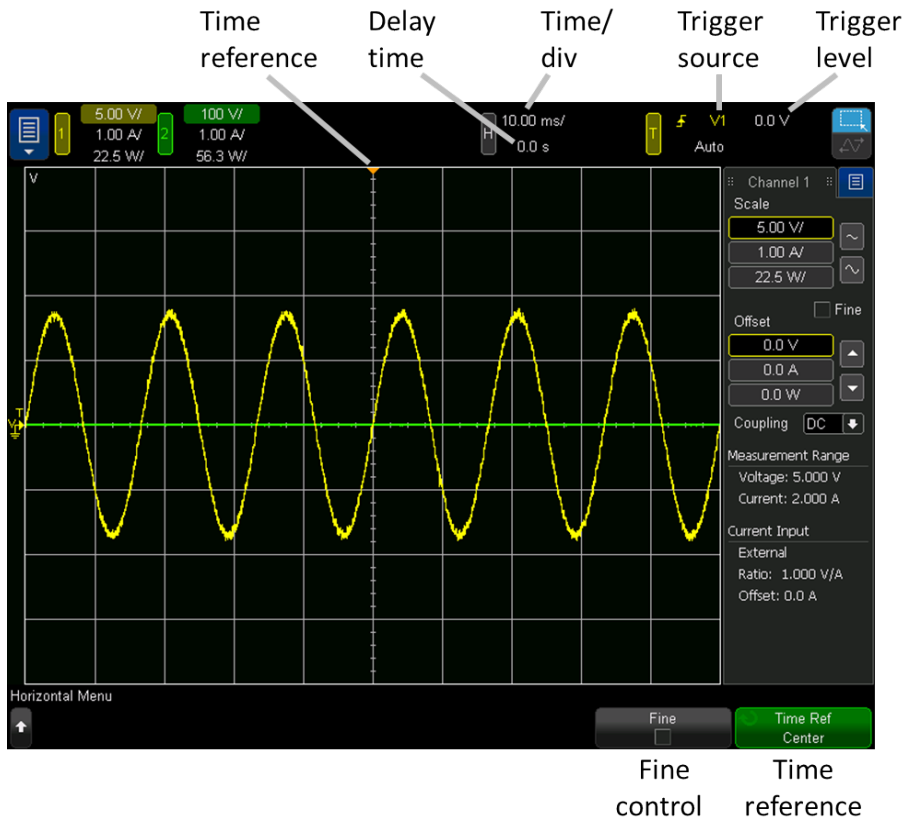 Time reference
Delay time
Time/ div
Trigger source
Trigger level
1
5.00 V/
1.00 A/
22.5 W/
2
100 V/
1.00 A/
56.3 W/
H
10.00 ms/
0.0 s
T
V1
0.0 V
Auto
V
Channel 1
Scale
5.00 V/
1.00 A/
22.5 W/
Fine
Offset
0.0 V
0.0 A
0.0 W
T
V
Coupling DC
Measurement Range
Voltage: 5.000 V
Current: 2.000 A
Current Input
External
Ratio: 1.000 V/A
Offset: 0.0 A
Horizontal Menu
Fine
Time Ref
Center
Fine control
Time reference